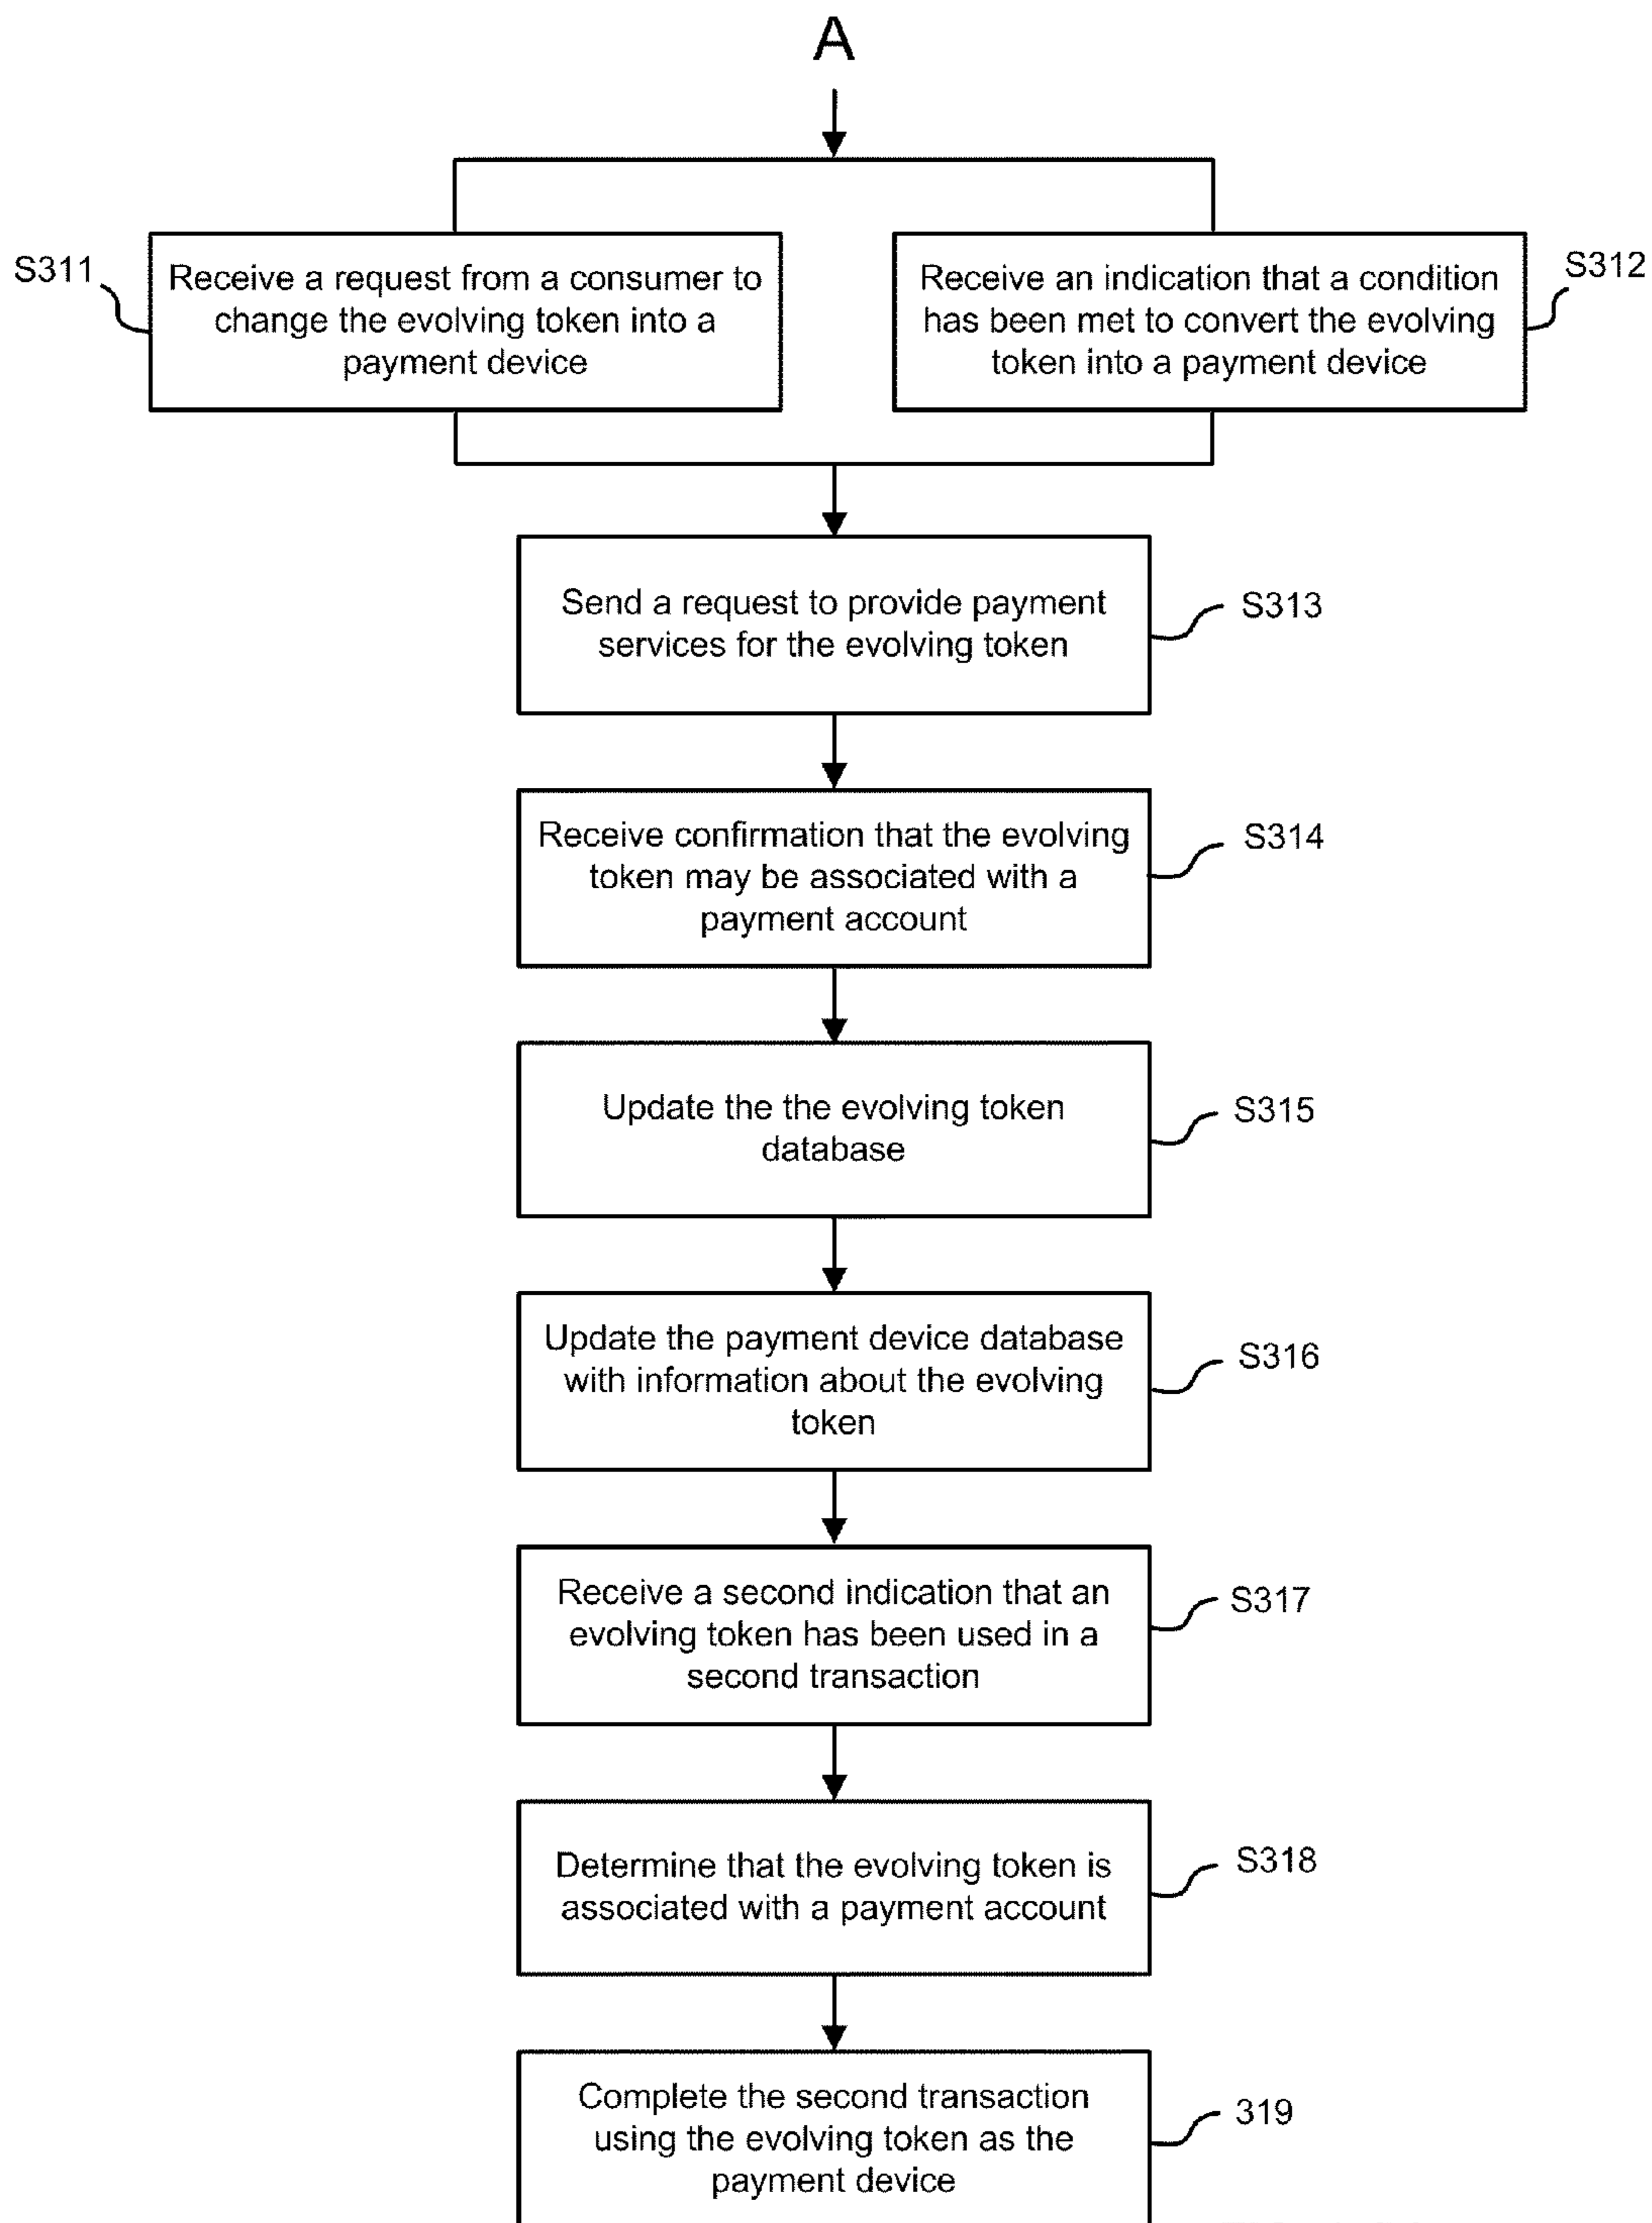 A
S311
Receive a request from a consumer to
change the evolving token into a
payment device
Receive an indication that a condition
has been met to convert the evolving
token into a payment device
S312
Send a request to provide payment
services for the evolving token
S313
Receive confirmation that the evolving
token may be associated with a
payment account
S314
Update the the evolving token
database
S315
Update the payment device database
with information about the evolving
token
S316
Receive a second indication that an
evolving token has been used in a
second transaction
S317
Determine that the evolving token is
associated with a payment account
S318
Complete the second transaction
using the evolving token as the
payment device
319